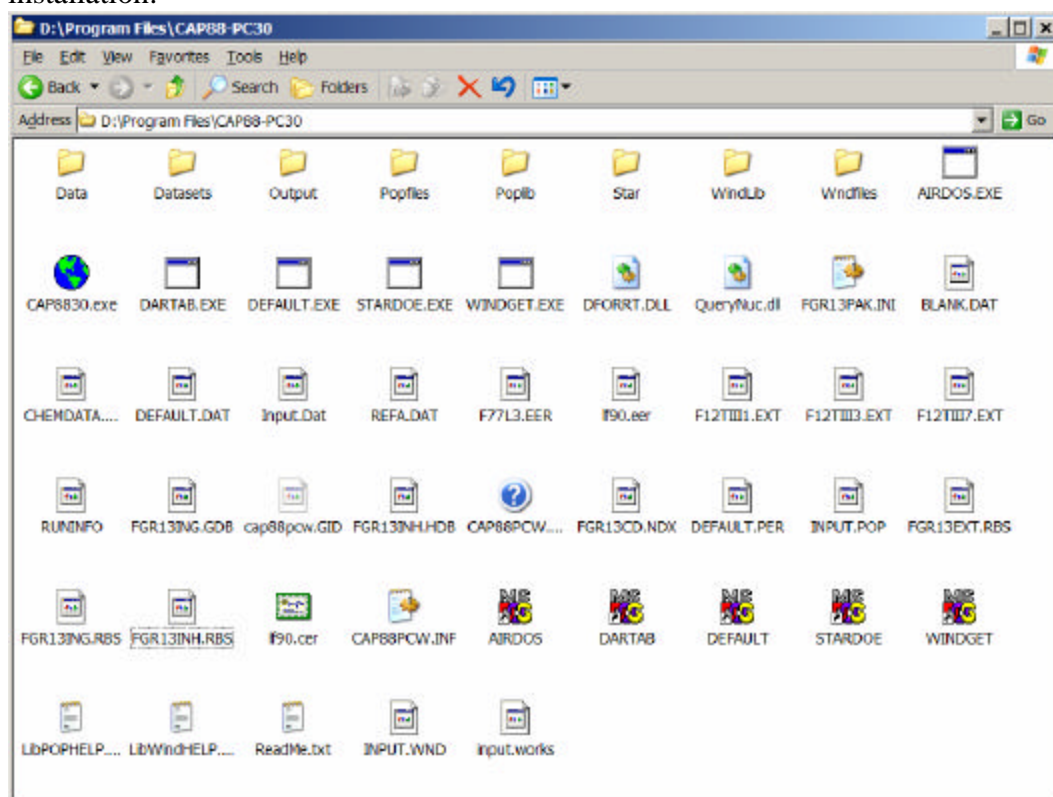 installation.
D:\Program Files\CAP88-PC30
File Edit View Favorites Tools Help
Back Search Folders
Address D:\Program Files\CAP88-PC30 Go
Data Datasets Output Popfiles Poplib Star WindLib Wndfiles AIRDOS.EXE
CAP8830.exe DARTAB.EXE DEFAULT.EXE STARDOE.EXE WINDGET.EXE DFORRT.DLL QueryNuc.dll FGR13PAK.INI BLANK.DAT
CHEMDATA.... DEFAULT.DAT Input.Dat REFA.DAT F77L3.EER lf90.eer F12TIII1.EXT F12TIII3.EXT F12TIII7.EXT
RUNINFO FGR13ING.GDB cap88pcw.GID FGR13INH.HDB CAP88PCW.... FGR13CD.NDX DEFAULT.PER INPUT.POP FGR13EXT.RBS
FGR13ING.RBS FGR13INH.RBS lf90.cer CAP88PCW.INF AIRDOS DARTAB DEFAULT STARDOE WINDGET
LibPOPHELP.... LibWindHELP.... ReadMe.txt INPUT.WND input.works